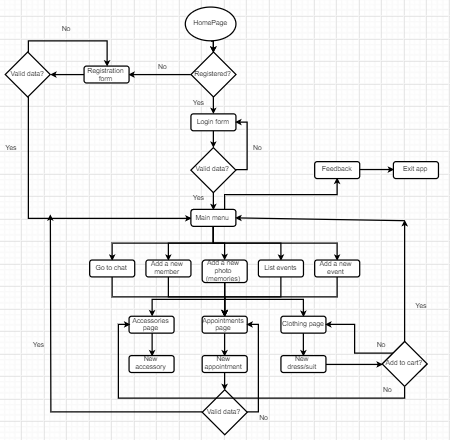 HomePage
No
Valid data?
Registration
form
No
Registered?
Yes
Login form
Yes
No
Valid data?
Yes
Feedback
Exit app
Main menu
Go to chat
Add a new
member
Add a new
photo
(memories)
List events
Add a new
event
Accessories
page
Appointments
page
Clothing page
Yes
Yes
No
New
accessory
New
appointment
New
dress/suit
Add to cart?
No
Valid data?
No